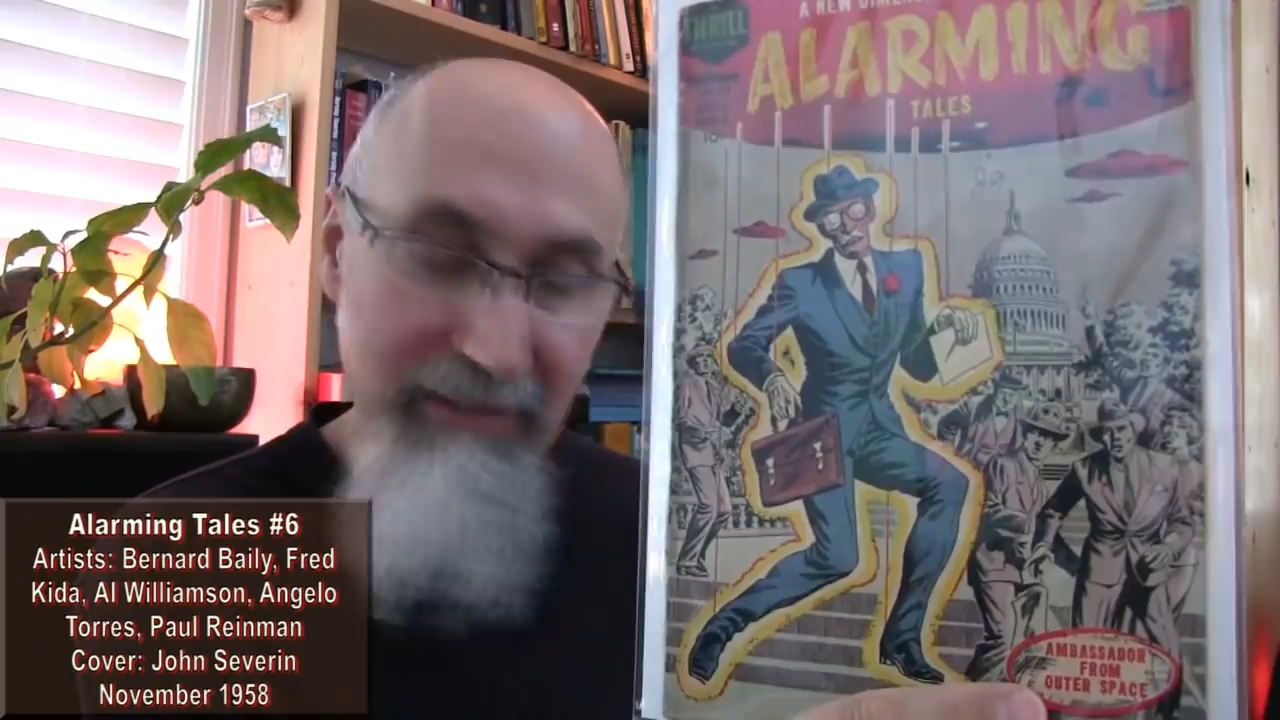 THRILL
A NEW DIMEN
ALARMING
TALES
AMBASSADOR
FROM
OUTER SPACE
Alarming Tales #6
Artists: Bernard Baily, Fred
Kida, Al Williamson, Angelo
Torres, Paul Reinman
Cover: John Severin
November 1958